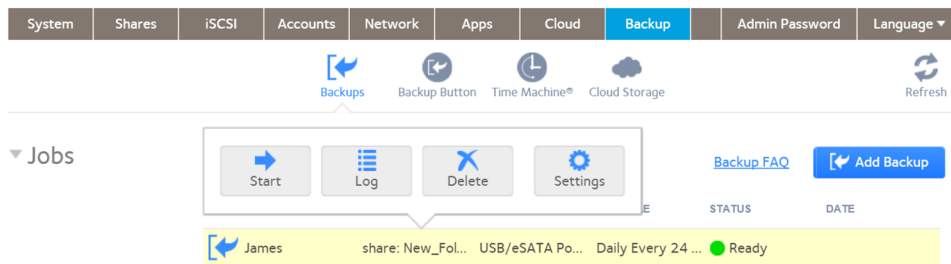 System Shares iSCSI Accounts Network Apps Cloud Backup Admin Password Language
Backups Backup Button Time Machine® Cloud Storage Refresh
Jobs
Start Log Delete Settings
Backup FAQ Add Backup
STATUS DATE
James share: New_Fol... USB/eSATA Po... Daily Every 24 ... Ready